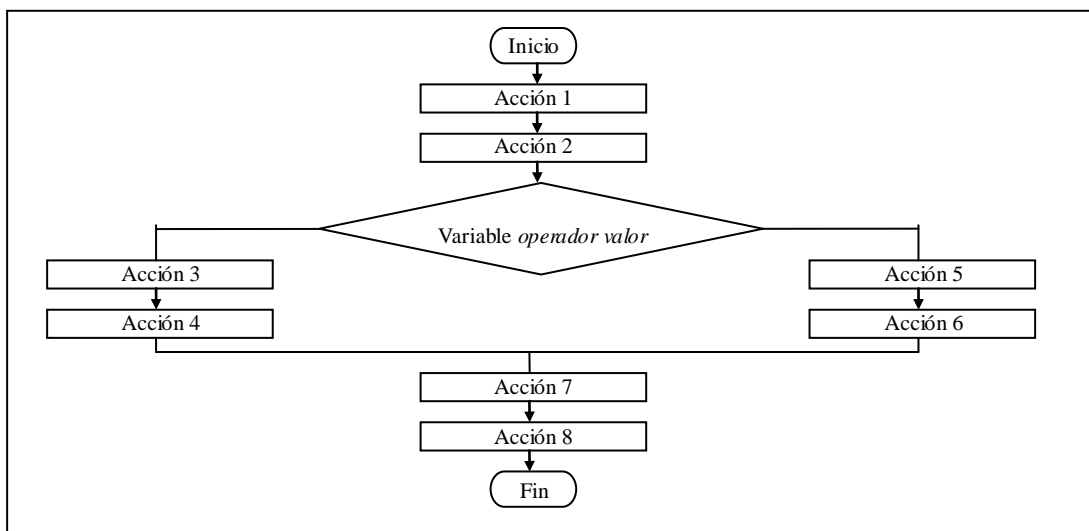 Inicio
Acción 1
Acción 2
Variable operador valor
Acción 3
Acción 5
Acción 4
Acción 6
Acción 7
Acción 8
Fin